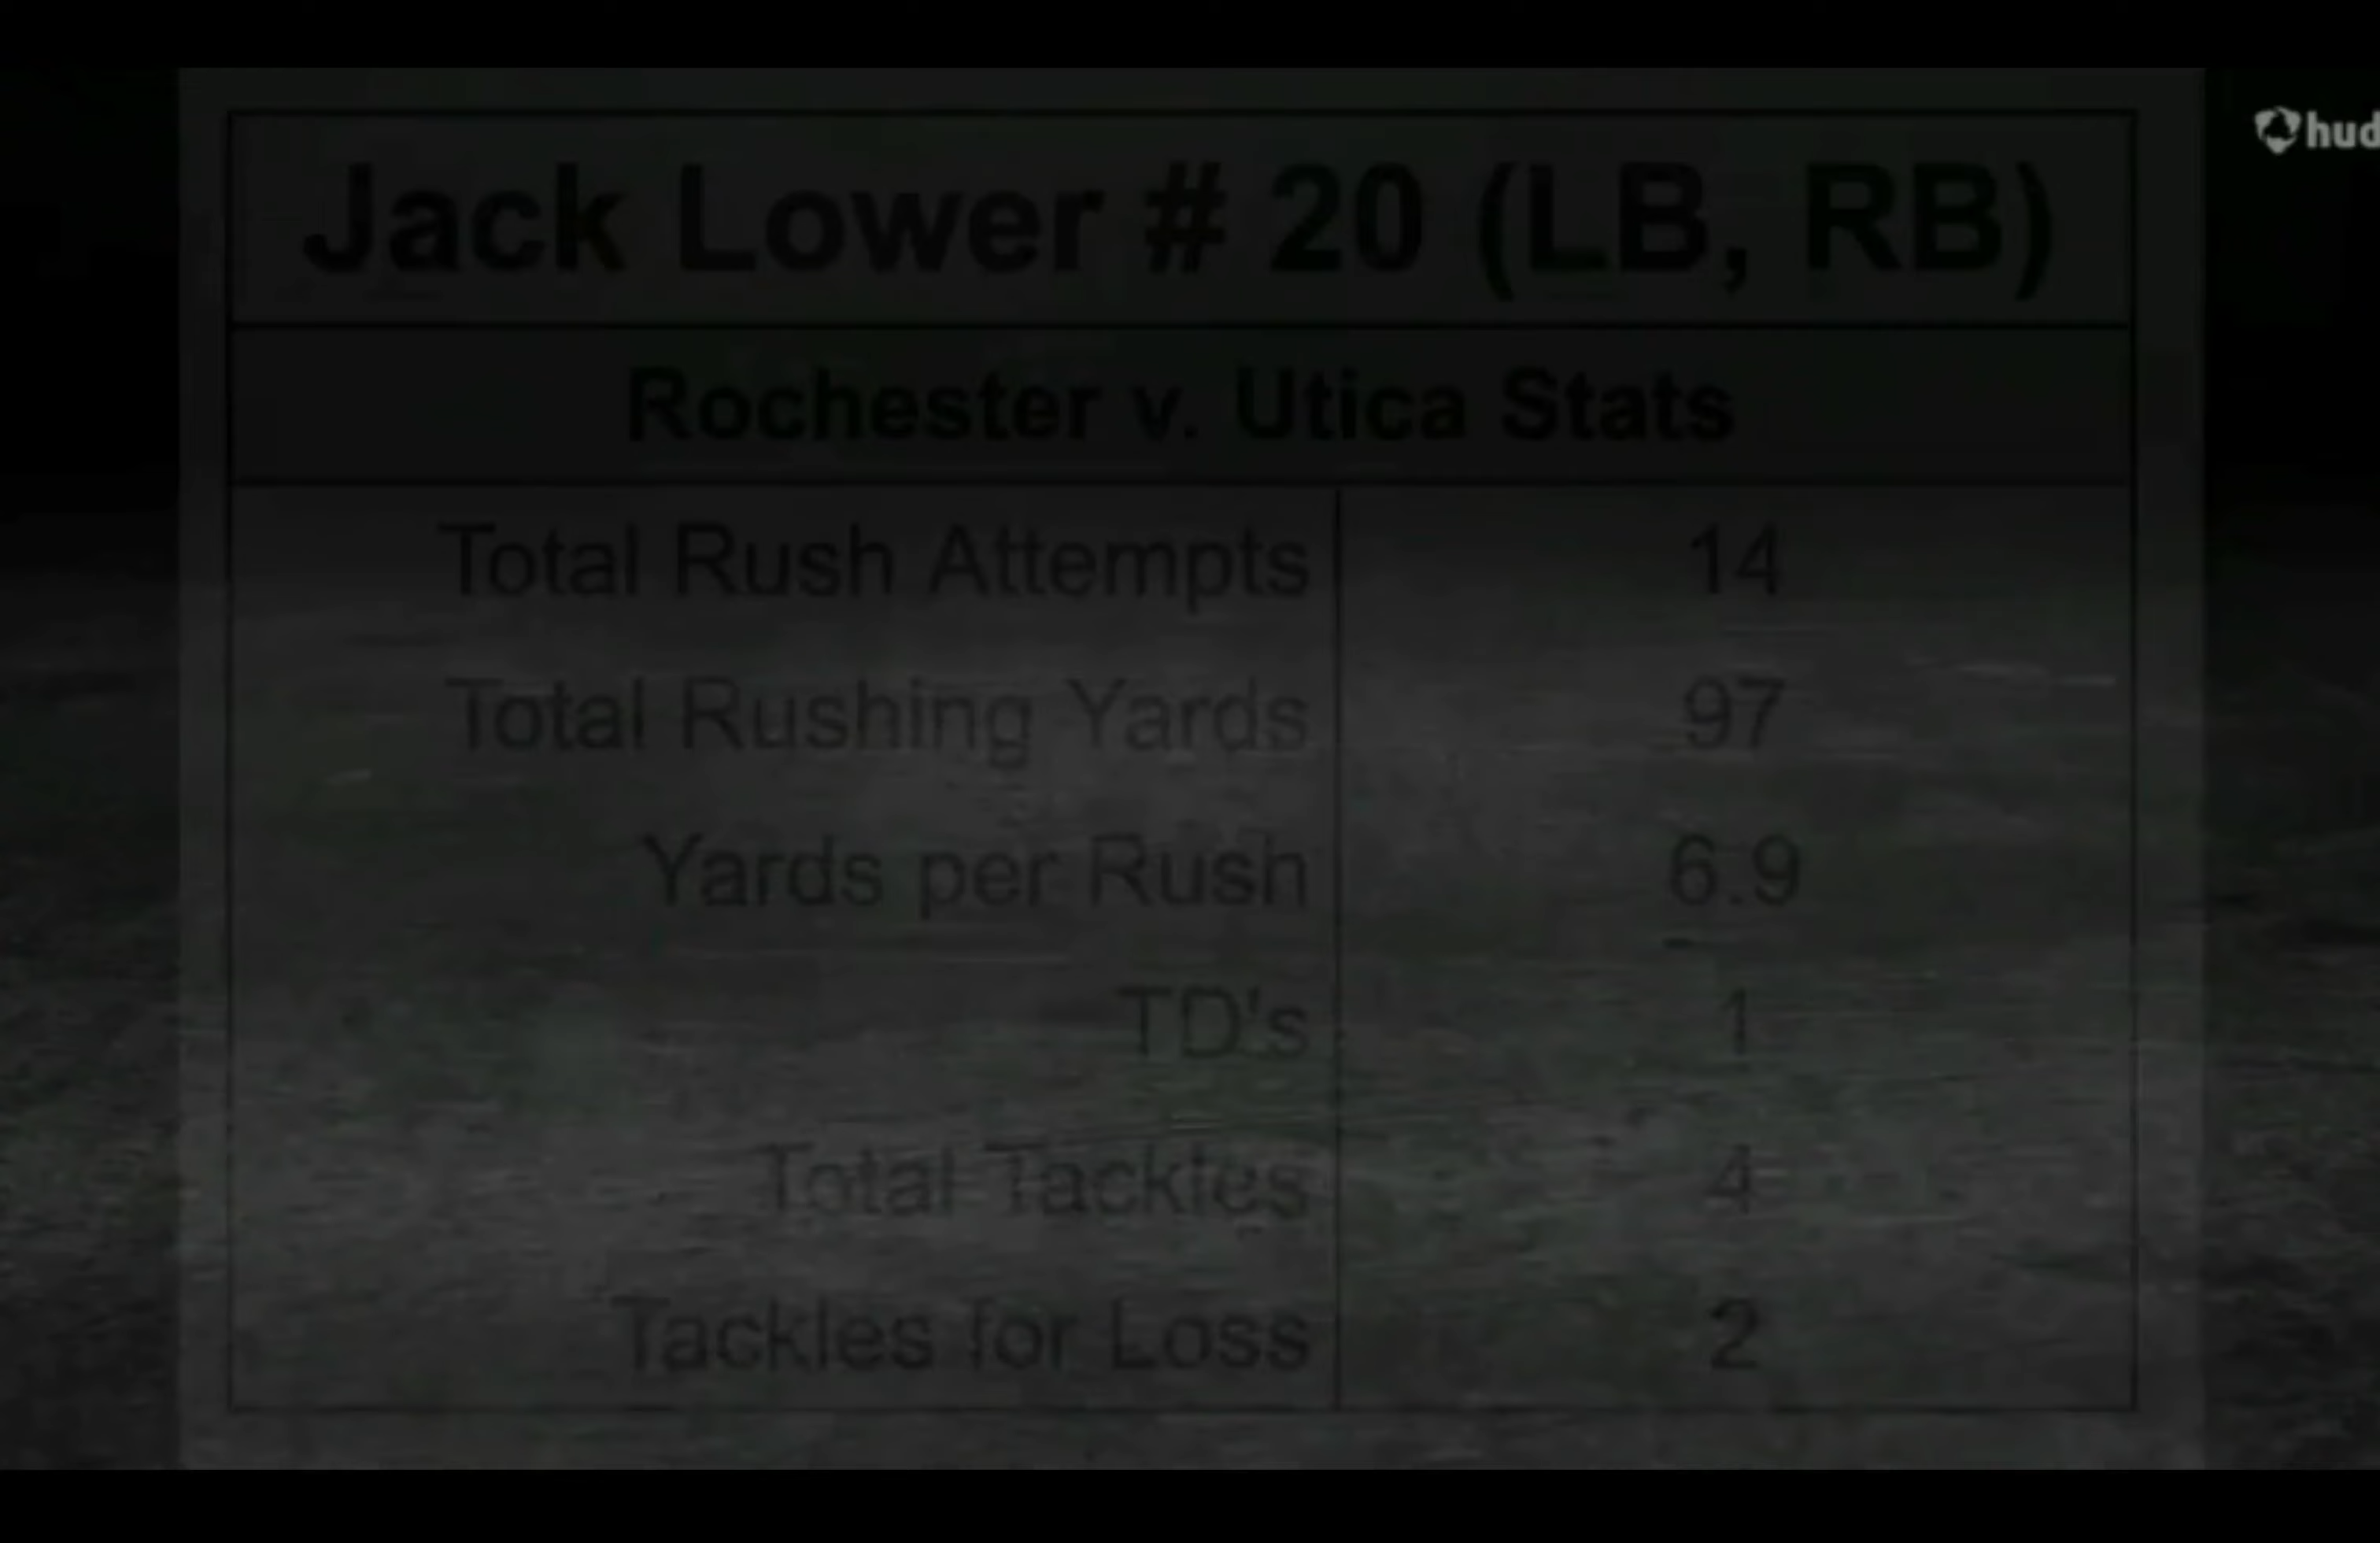 hud
Jack Lower # 20 (LB, RB)
Rochester v. Utica Stats
Total Rush Attempts 14
Total Rushing Yards 97
Yards per Rush 6.9
TD's 1
Total Tackles 4
Tackles for Loss 2